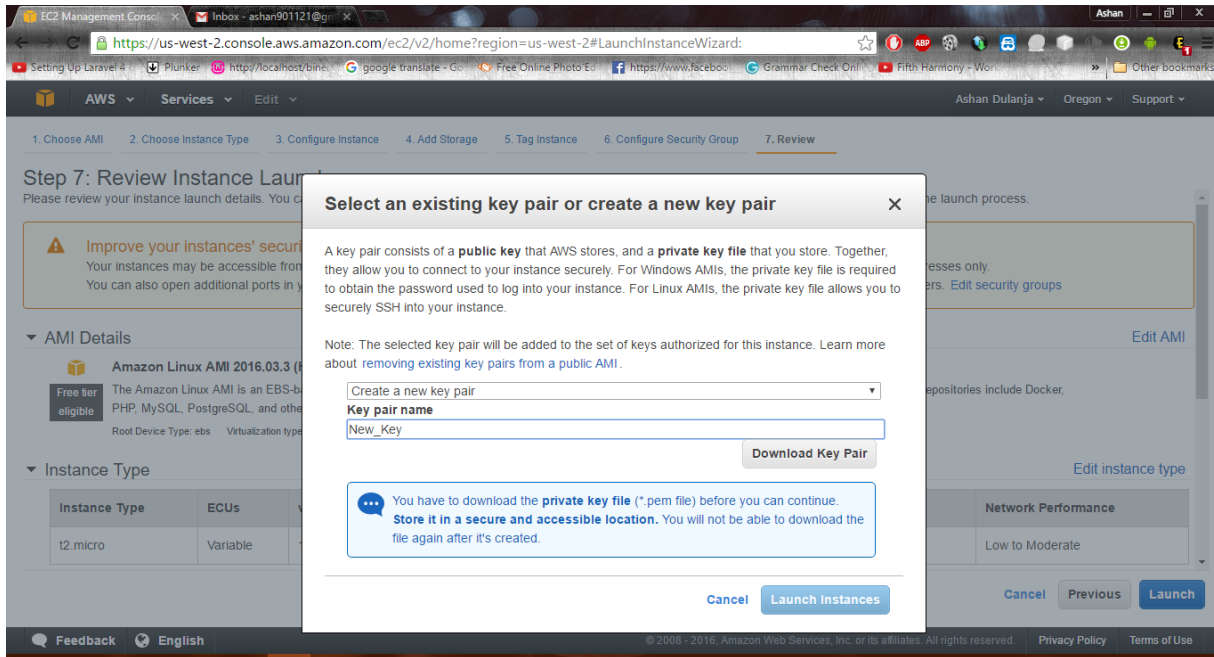 EC2 Management Consol
Inbox - ashan901121@gm
Ashan
https://us-west-2.console.aws.amazon.com/ec2/v2/home?region=us-west-2#LaunchInstanceWizard:
ABP
Setting Up Laravel 4
Plunker
http://localhost/bine
google translate - Go
Free Online Photo Ed
https://www.faceboo
Grammar Check Onli
Fifth Harmony - Wor
»
Other bookmarks
AWS
Services
Edit
Ashan Dulanja
Oregon
Support
1. Choose AMI
2. Choose Instance Type
3. Configure Instance
4. Add Storage
5. Tag Instance
6. Configure Security Group
7. Review
Step 7: Review Instance Laun
Please review your instance launch details. You ca
he launch process.
Improve your instances' securi
Your instances may be accessible from
You can also open additional ports in y
resses only.
ers. Edit security groups
AMI Details
Edit AMI
Amazon Linux AMI 2016.03.3 (H
Free tier
eligible
The Amazon Linux AMI is an EBS-ba
PHP, MySQL, PostgreSQL, and othe
epositories include Docker,
Root Device Type: ebs Virtualization type
Instance Type
Edit instance type
Instance Type
ECUs
v
Network Performance
t2.micro
Variable
1
Low to Moderate
Select an existing key pair or create a new key pair
A key pair consists of a public key that AWS stores, and a private key file that you store. Together,
they allow you to connect to your instance securely. For Windows AMIs, the private key file is required
to obtain the password used to log into your instance. For Linux AMIs, the private key file allows you to
securely SSH into your instance.
Note: The selected key pair will be added to the set of keys authorized for this instance. Learn more
about removing existing key pairs from a public AMI.
Create a new key pair
Key pair name
New_Key
Download Key Pair
You have to download the private key file (*.pem file) before you can continue.
Store it in a secure and accessible location. You will not be able to download the
file again after it's created.
Cancel
Launch Instances
Cancel
Previous
Launch
Feedback
English
© 2008 - 2016, Amazon Web Services, Inc. or its affiliates. All rights reserved.
Privacy Policy
Terms of Use